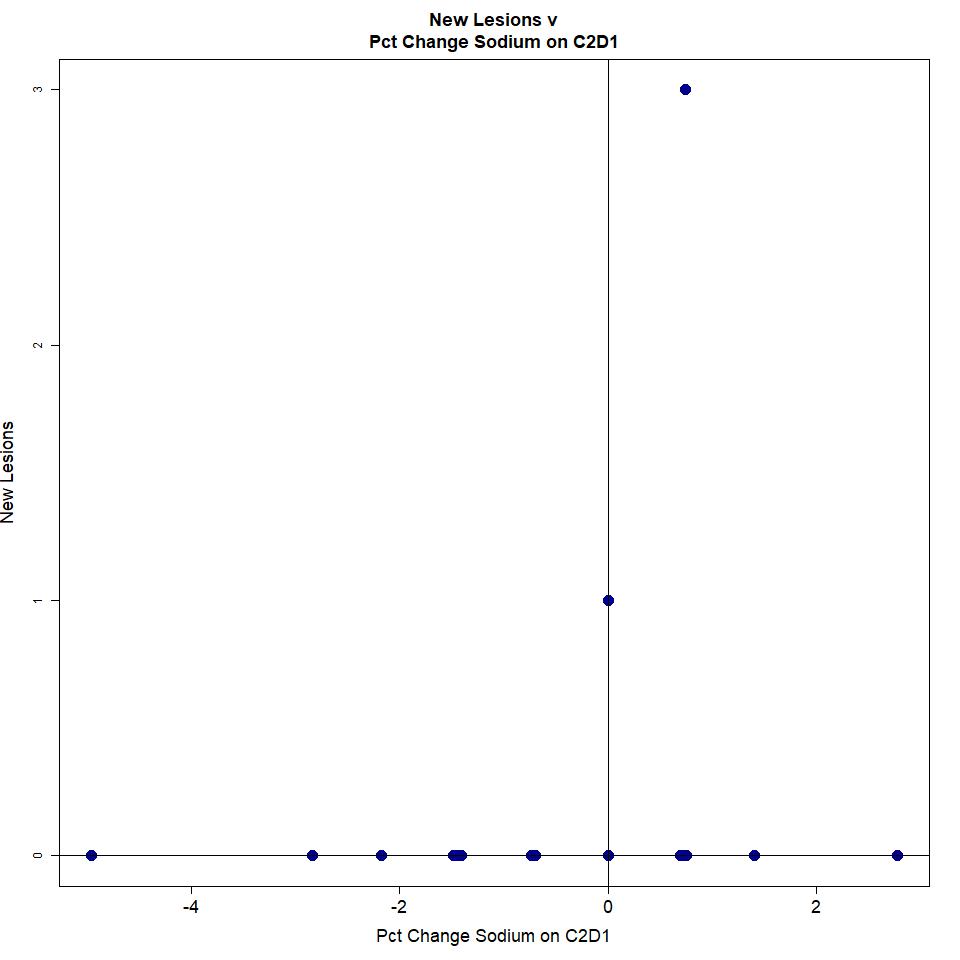 New Lesions v
Pct Change Sodium on C2D1
3
2
1
0
New Lesions
-4 -2 0 2
Pct Change Sodium on C2D1